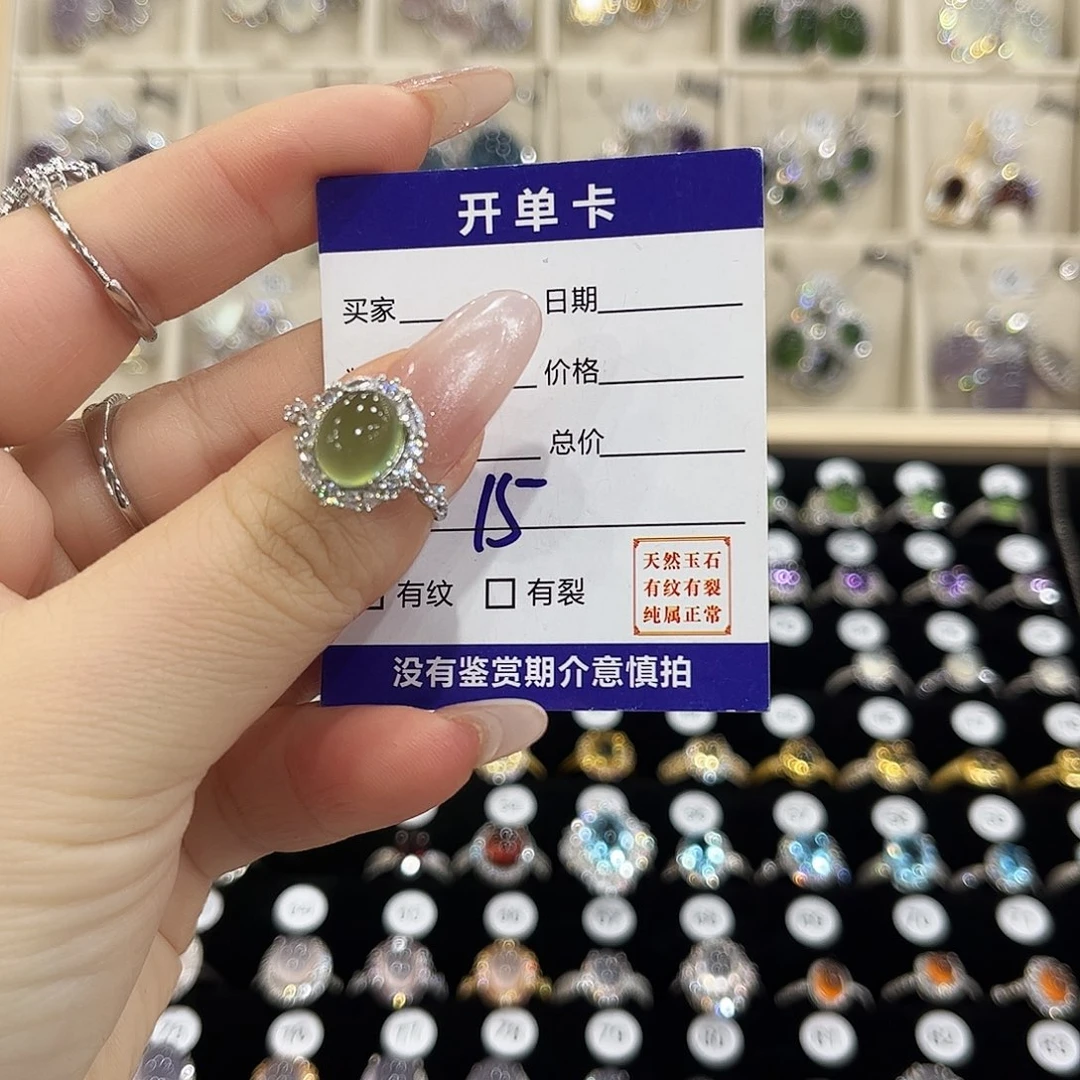 开单卡
买家 日期
价格
总价
15
有纹 有裂
天然玉石
有纹有裂
纯属正常
没有鉴赏期介意慎拍